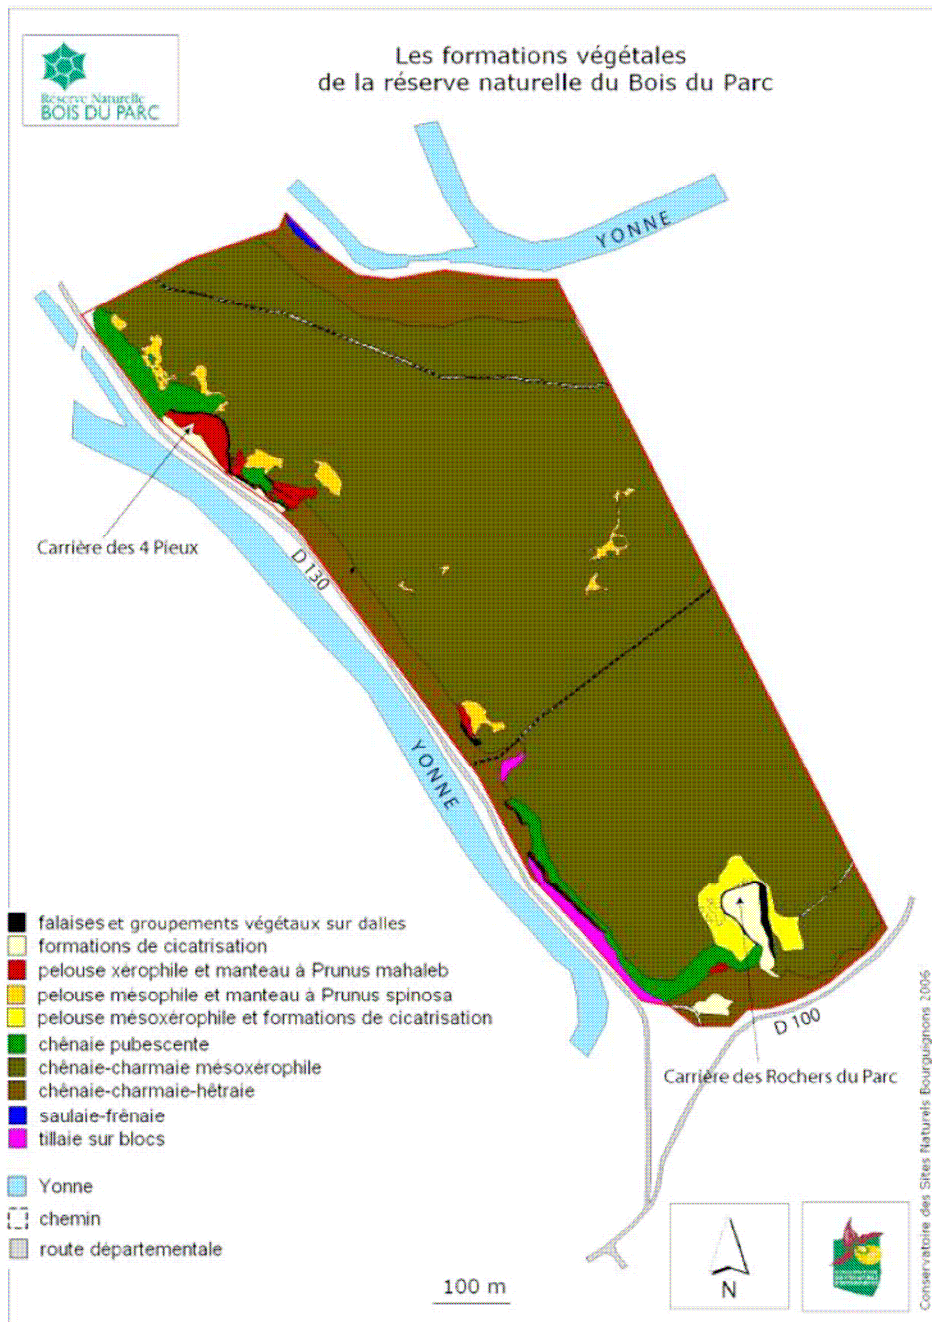 Les formations végétales
de la réserve naturelle du Bois du Parc
Réserve Naturelle
BOIS DU PARC
YONNE
Carrière des 4 Pieux
D 130
YONNE
D 100
Carrière des Rochers du Parc
falaises et groupements végétaux sur dalles
formations de cicatrisation
pelouse xérophile et manteau à Prunus mahaleb
pelouse mésophile et manteau à Prunus spinosa
pelouse mésoxérophile et formations de cicatrisation
chênaie pubescente
chênaie-charmaie mésoxérophile
chênaie-charmaie-hêtraie
saulaie-frênaie
tillaie sur blocs
Yonne
chemin
route départementale
100 m
N
Conservatoire des Sites Naturels Bourguignons 2006